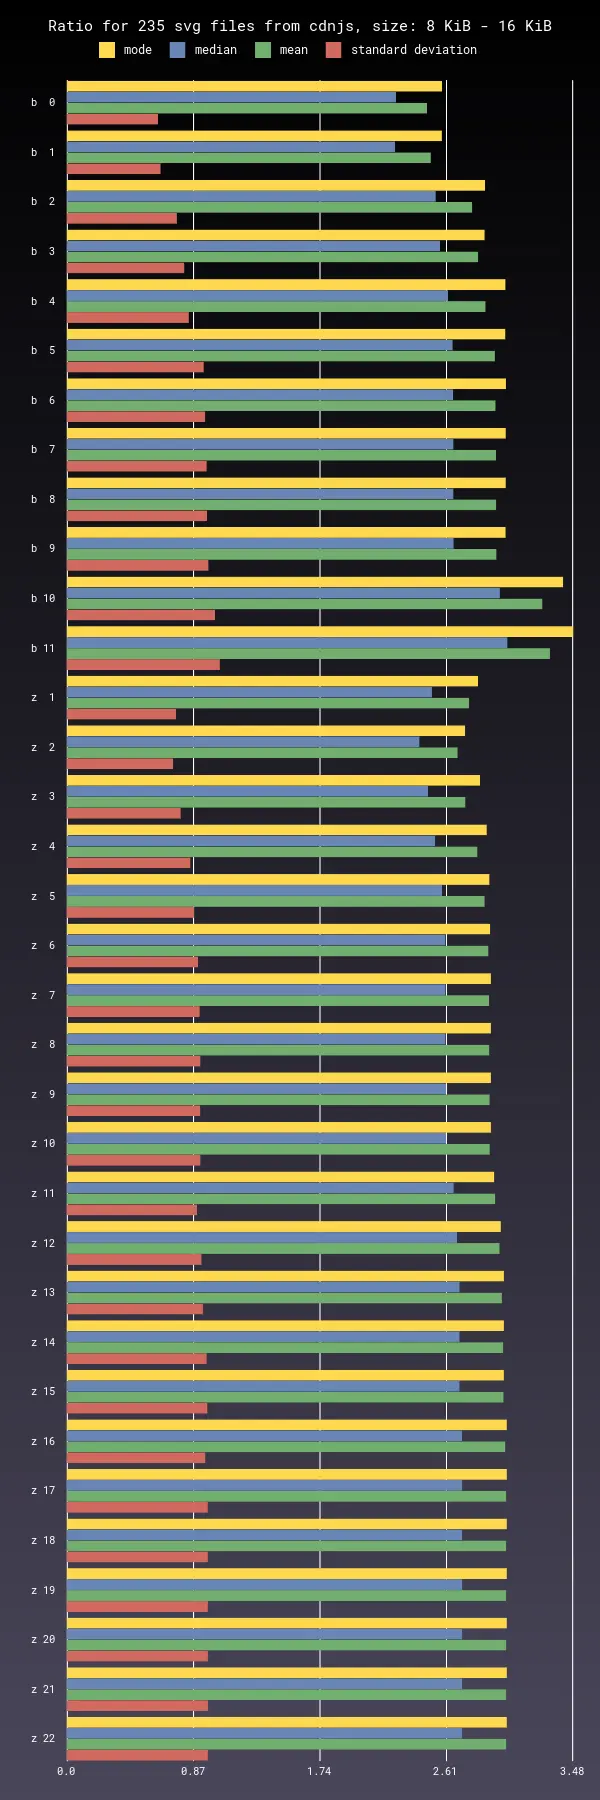 Ratio for 235 svg files from cdnjs, size: 8 KiB - 16 KiB
mode median mean standard deviation
b 0
b 1
b 2
b 3
b 4
b 5
b 6
b 7
b 8
b 9
b 10
b 11
z 1
z 2
z 3
z 4
z 5
z 6
z 7
z 8
z 9
z 10
z 11
z 12
z 13
z 14
z 15
z 16
z 17
z 18
z 19
z 20
z 21
z 22
0.0 0.87 1.74 2.61 3.48